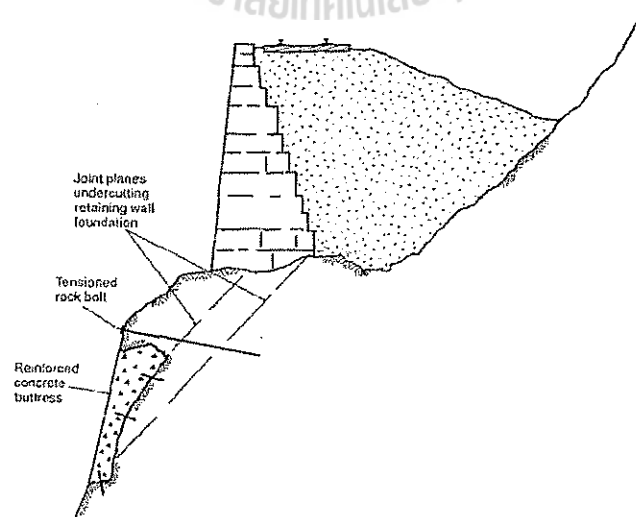 Joint planes
undercutting
retaining wall
foundation
Tensioned
rock bolt
Reinforced
concrete
buttress